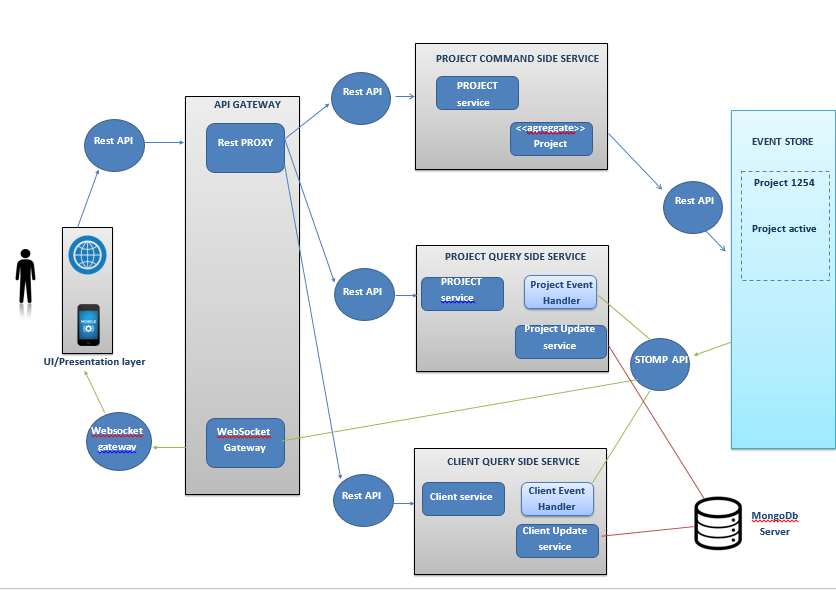 PROJECT COMMAND SIDE SERVICE
PROJECT
service
<<agreggate>>
Project
API GATEWAY
Rest PROXY
Rest API
Rest API
EVENT STORE
Project 1254
Project active
Rest API
PROJECT QUERY SIDE SERVICE
PROJECT
service
Project Event
Handler
Project Update
service
Rest API
STOMP API
MOBILE
UI/Presentation layer
Websocket
gateway
WebSocket
Gateway
CLIENT QUERY SIDE SERVICE
Client service
Client Event
Handler
Client Update
service
Rest API
MongoDb
Server